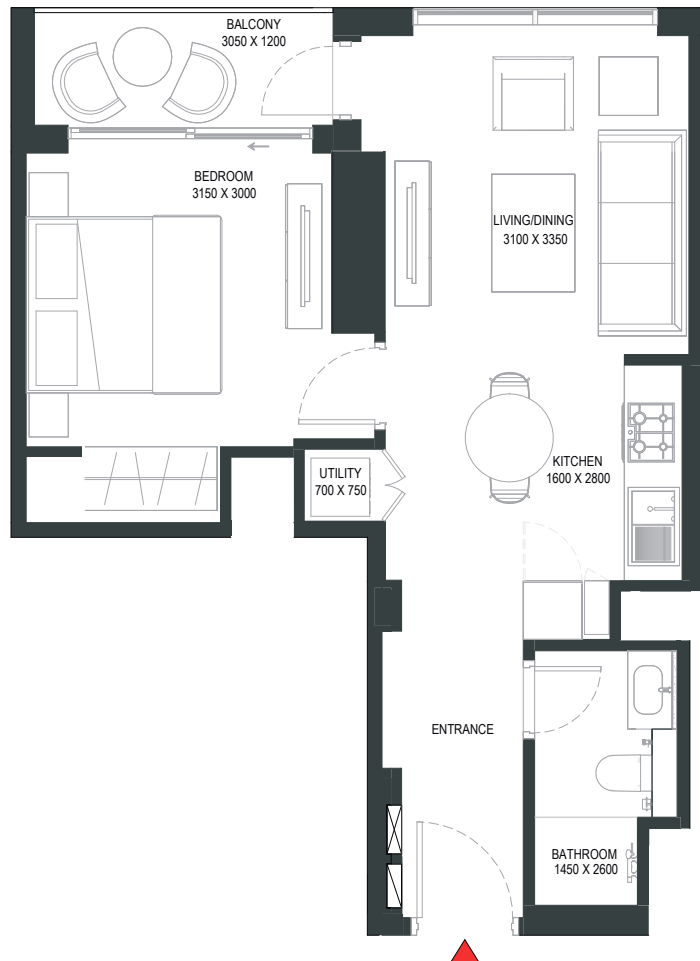 BALCONY
3050 X 1200
BEDROOM
3150 X 3000
LIVING/DINING
3100 X 3350
UTILITY
700 X 750
KITCHEN
1600 X 2800
ENTRANCE
BATHROOM
1450 X 2600